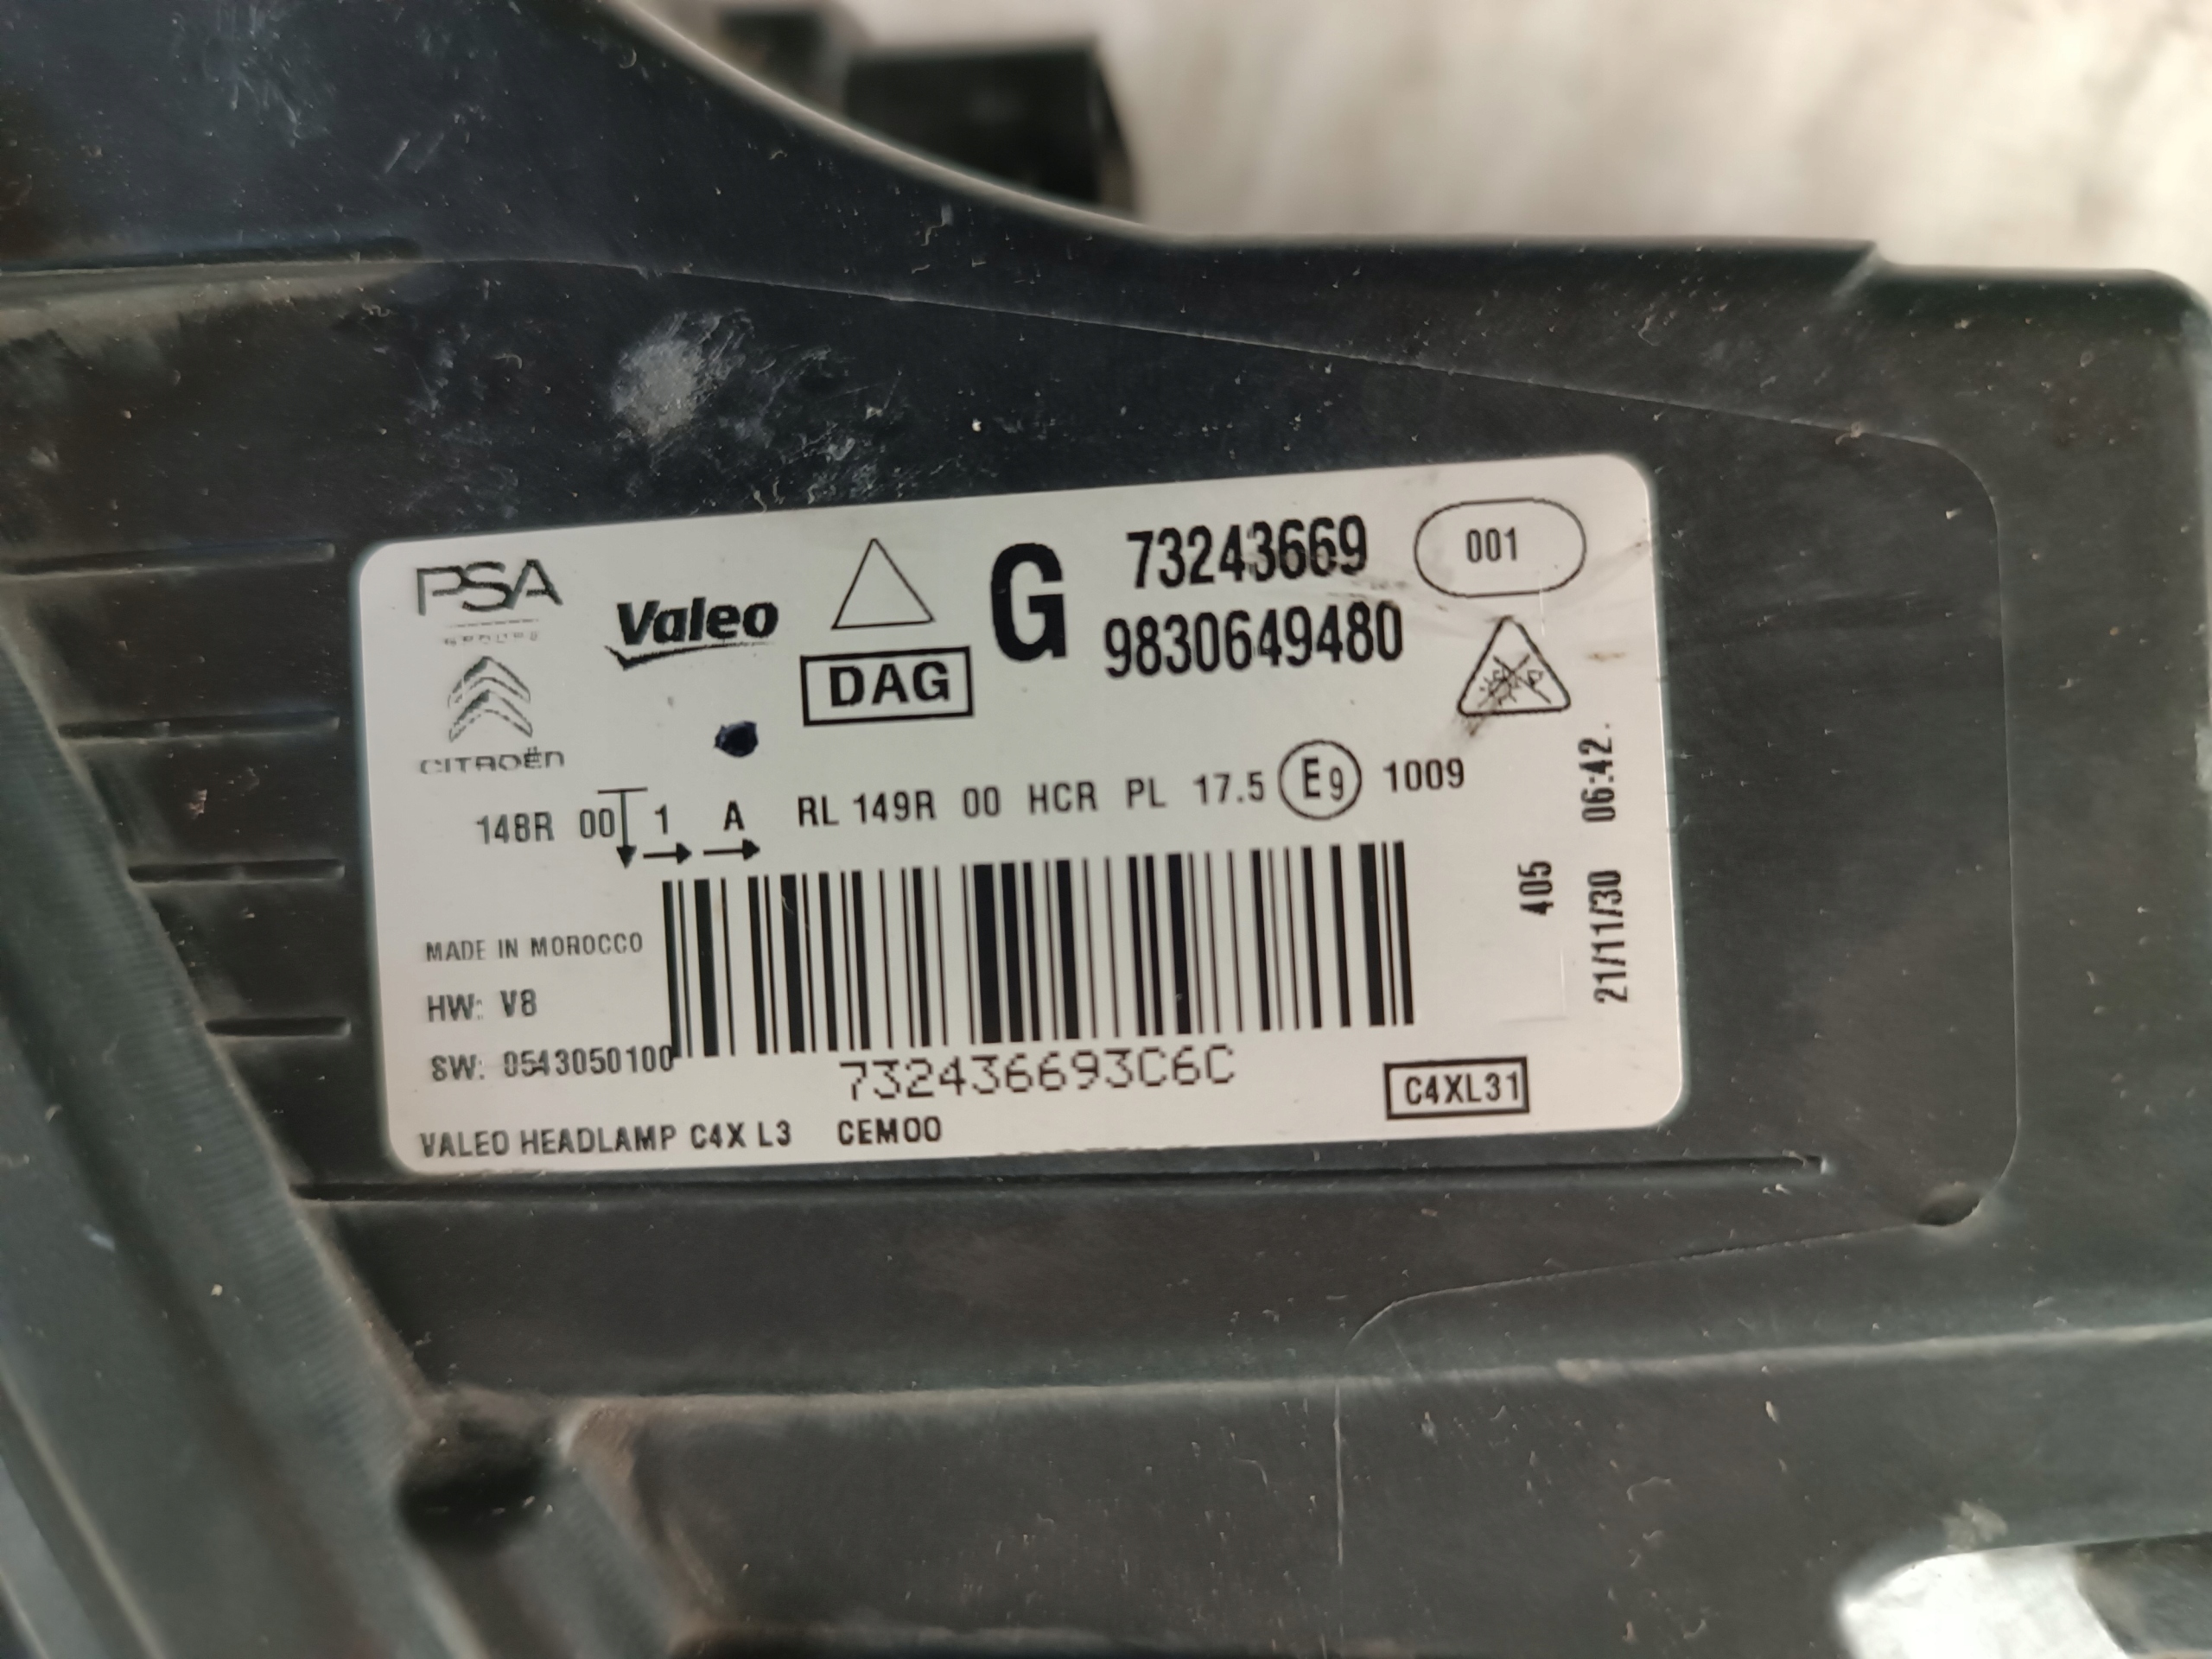 PSA
GROUPE
CITROËN
Valeo
DAG
G
73243669
9830649480
001
148R 00 1 A RL 149R 00 HCR PL 17.5 E9 1009
MADE IN MOROCCO
HW: V8
SW: 0543050100
732436693C6C
VALEO HEADLAMP C4X L3 CEM00
C4XL31
405
21/11/30 06:42.